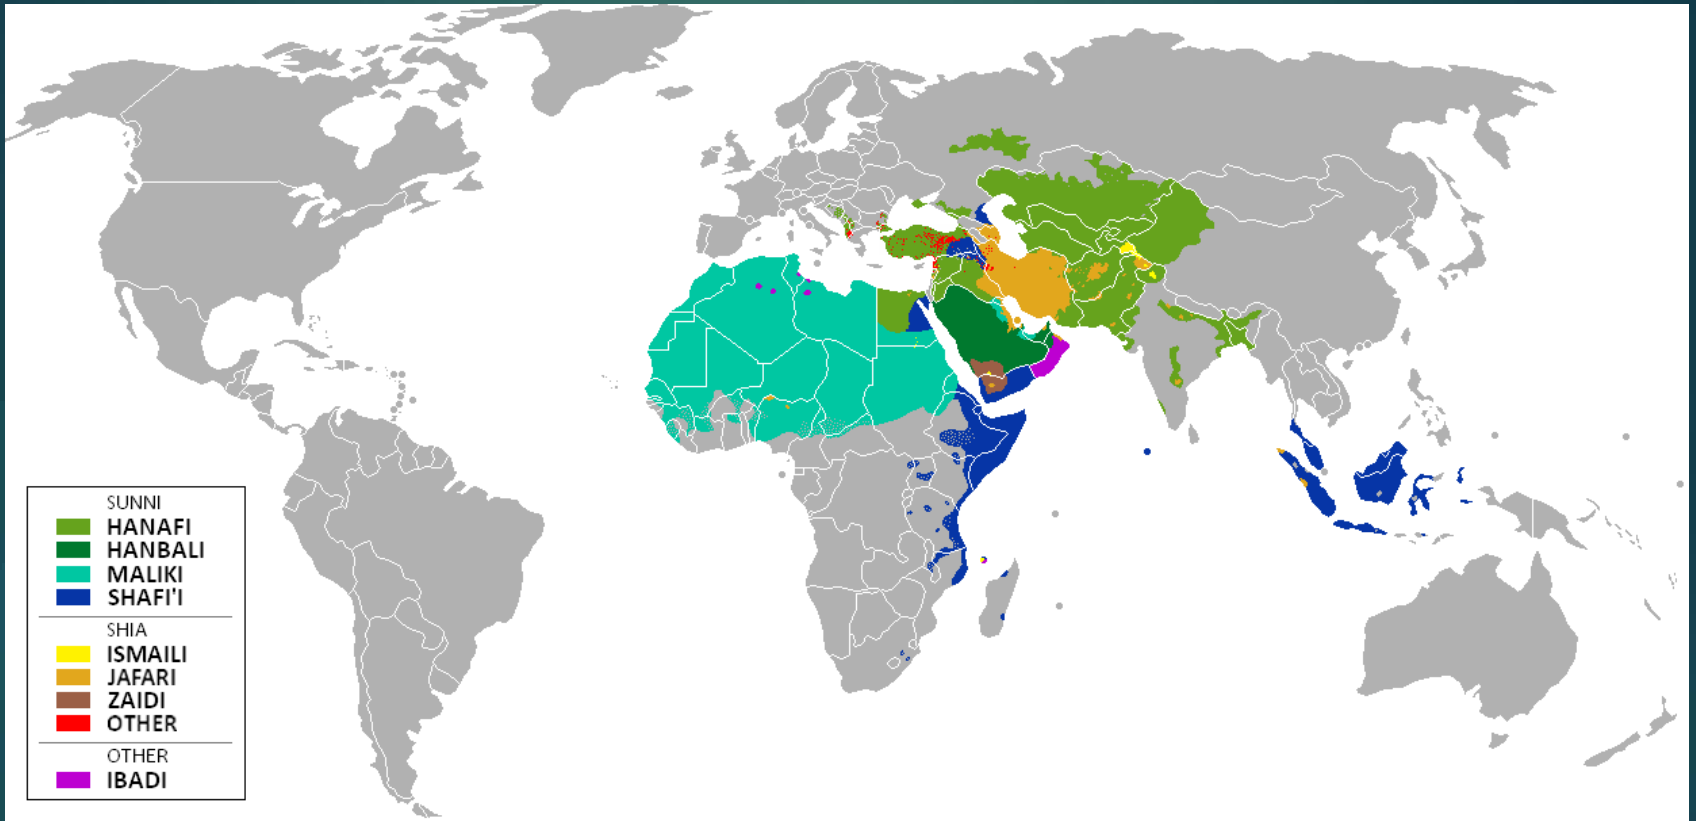 SUNNI
HANAFI
HANBALI
MALIKI
SHAFI'I
SHIA
ISMAILI
JAFARI
ZAIDI
OTHER
OTHER
IBADI